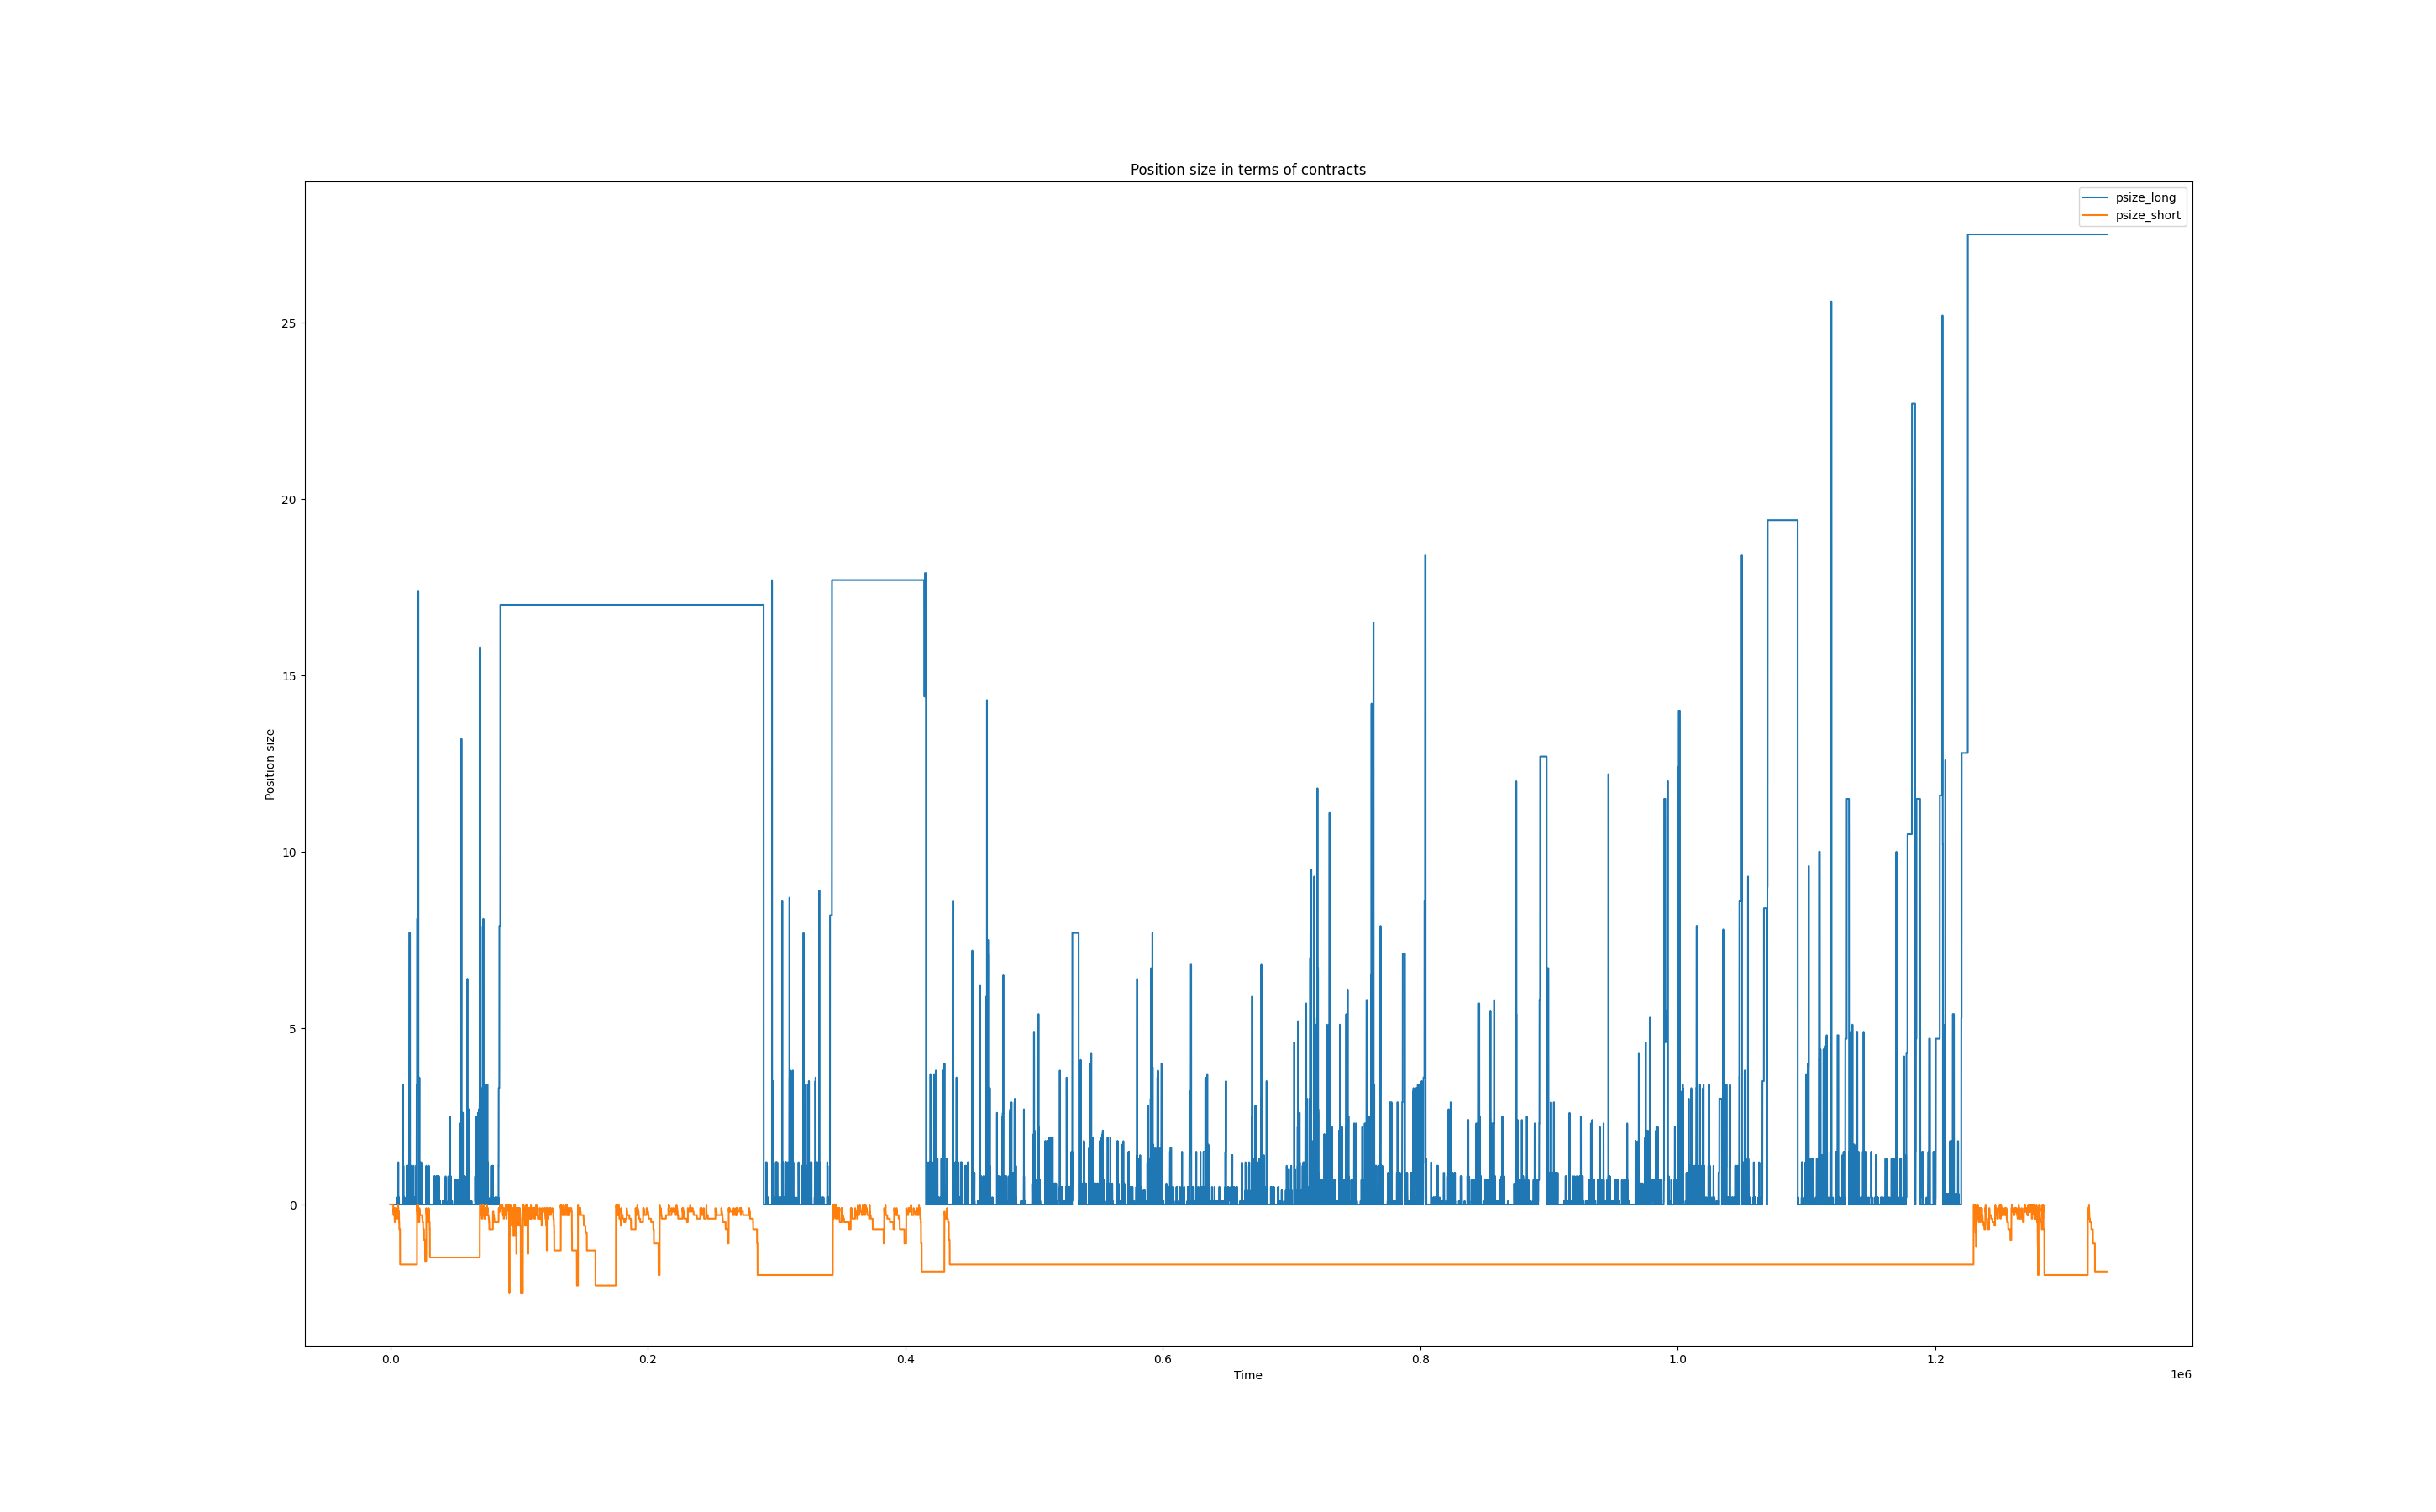 Position size in terms of contracts
psize_long
psize_short
25
20
15
10
5
0
Position size
0.0 0.2 0.4 0.6 0.8 1.0 1.2
Time
1e6